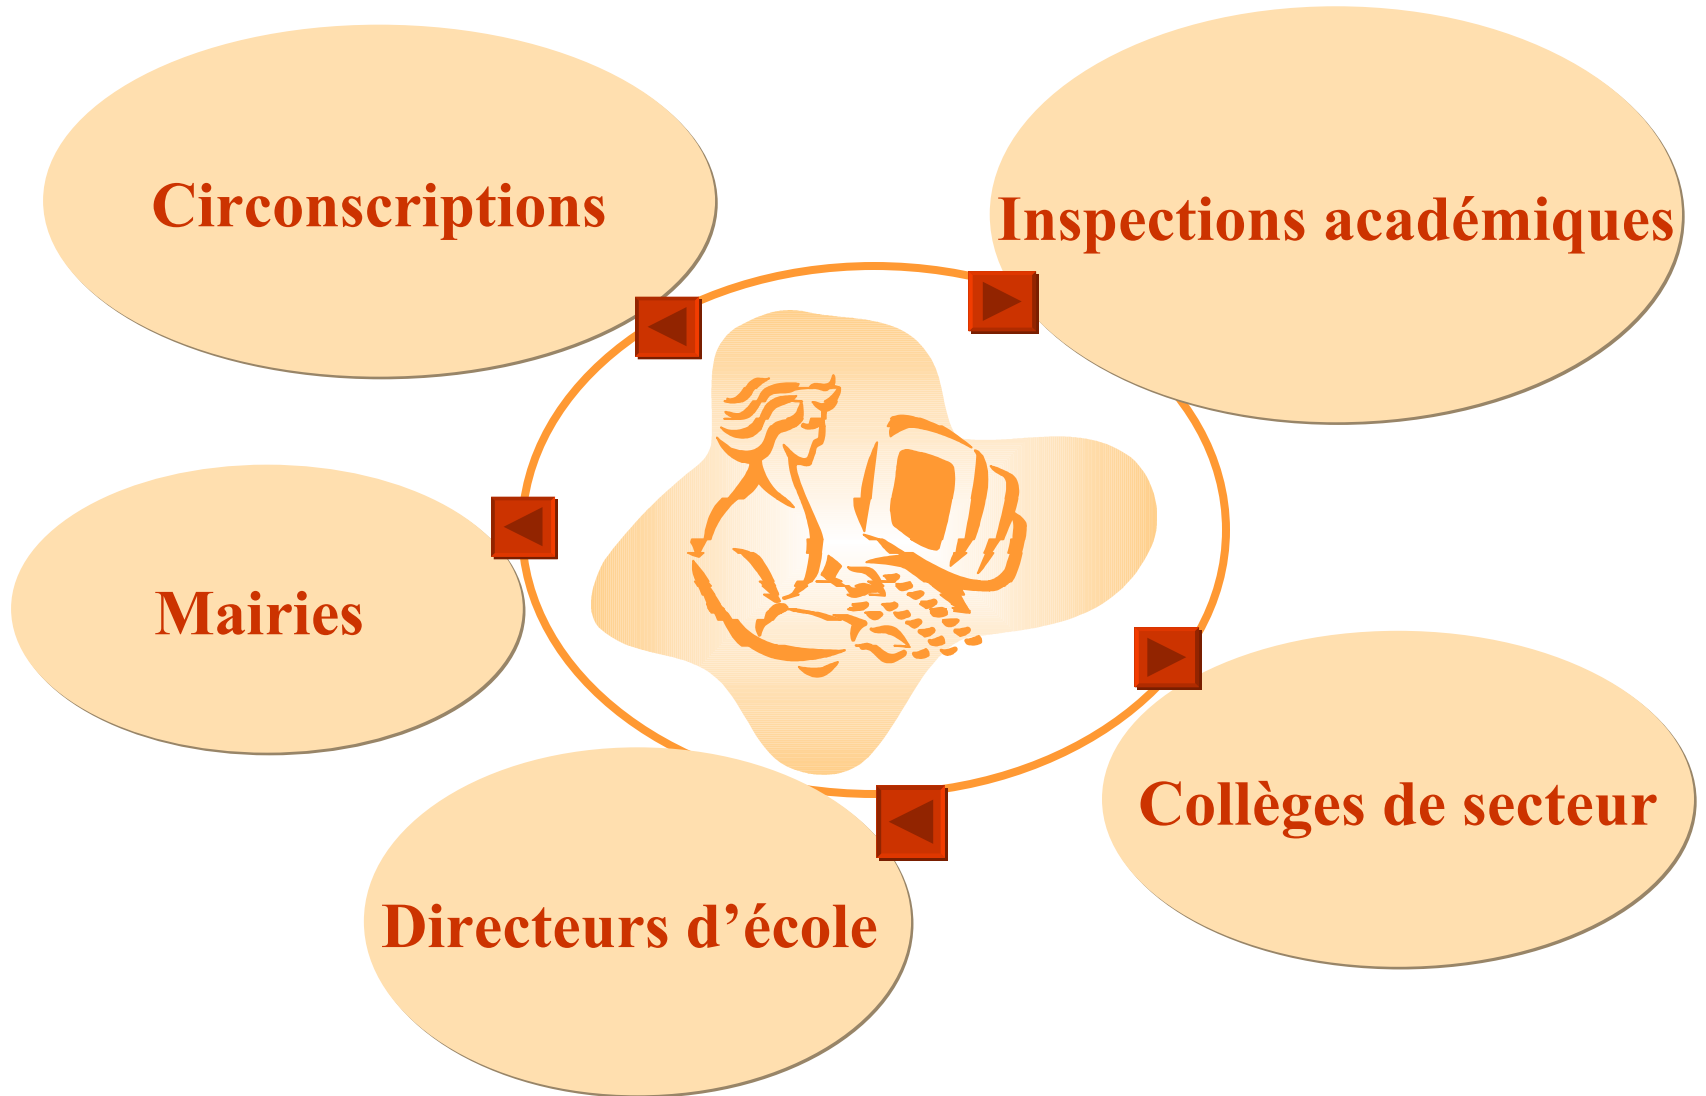 Circonscriptions
Inspections académiques
Mairies
Collèges de secteur
Directeurs d’école